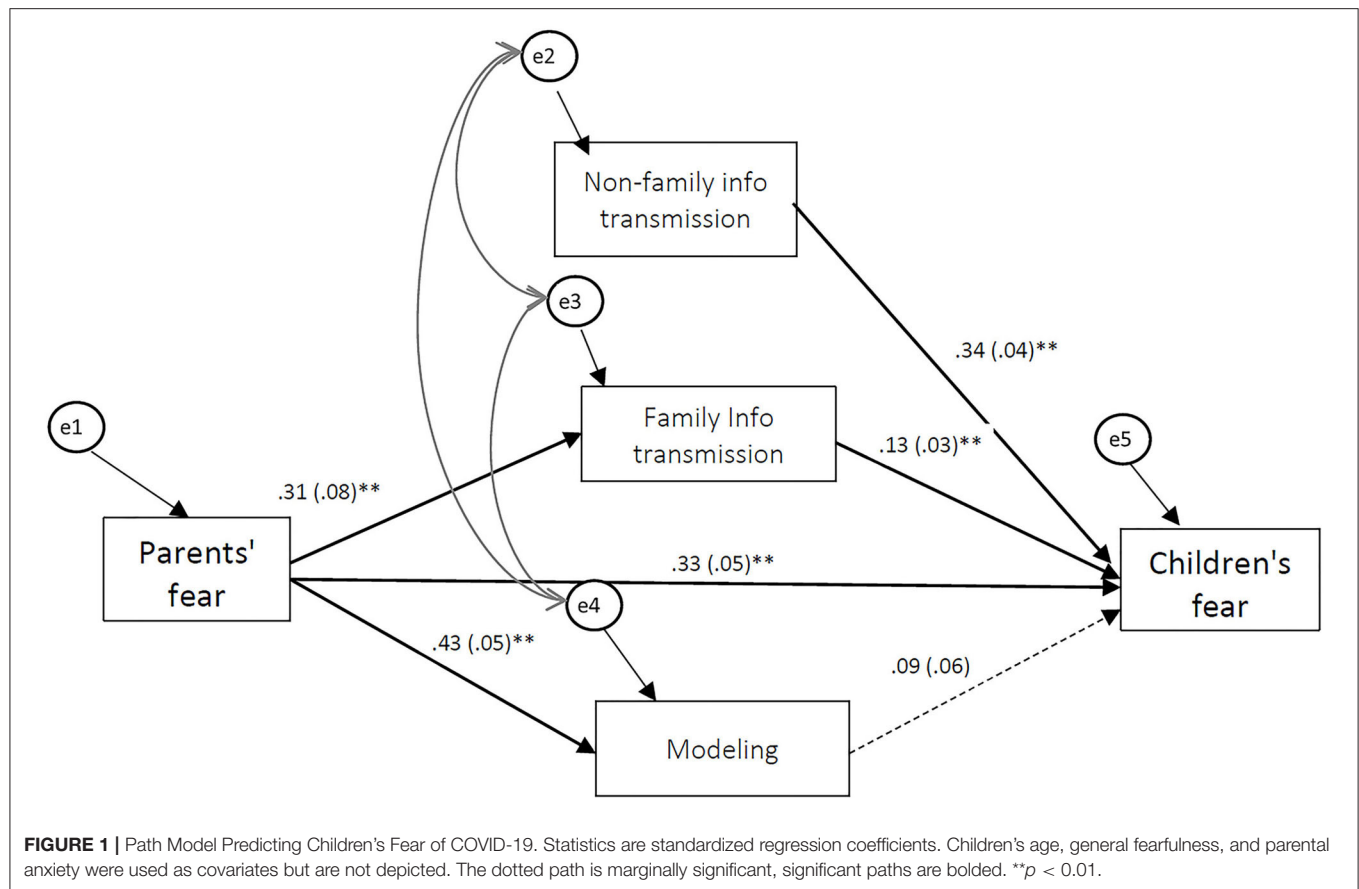 e2
Non-family info
transmission
e3
.34 (.04)**
Family Info
transmission
e1
e5
.13 (.03)**
.31 (.08)**
Parents'
fear
.33 (.05)**
Children's
fear
e4
.43 (.05)**
.09 (.06)
Modeling
FIGURE 1 | Path Model Predicting Children's Fear of COVID-19. Statistics are standardized regression coefficients. Children's age, general fearfulness, and parental
anxiety were used as covariates but are not depicted. The dotted path is marginally significant, significant paths are bolded. **p < 0.01.